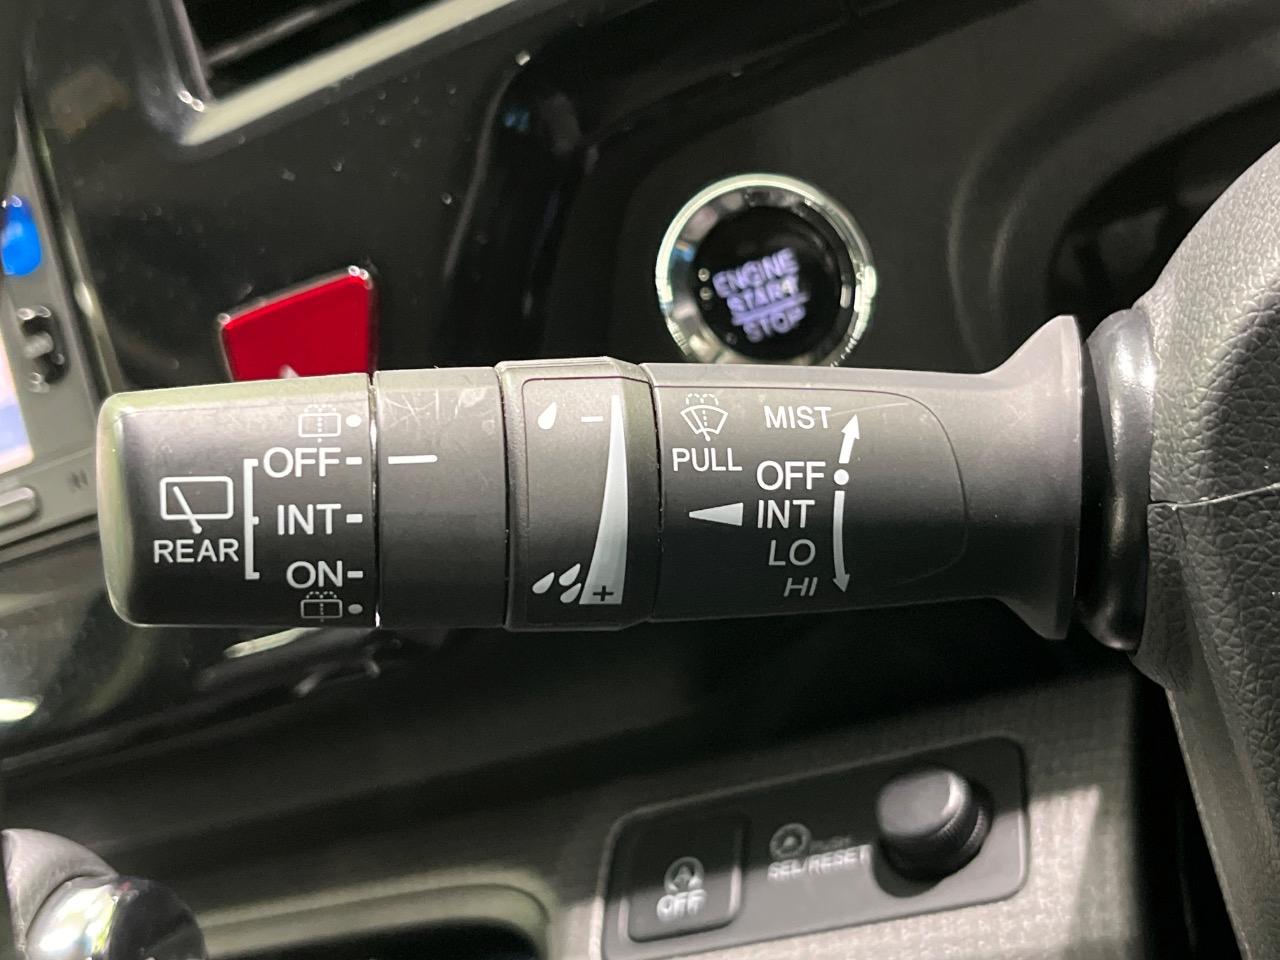 ENGINE
START
STOP
OFF
INT
ON
REAR
−
+
PULL
MIST
OFF
INT
LO
HI
OFF
SEL/RESET